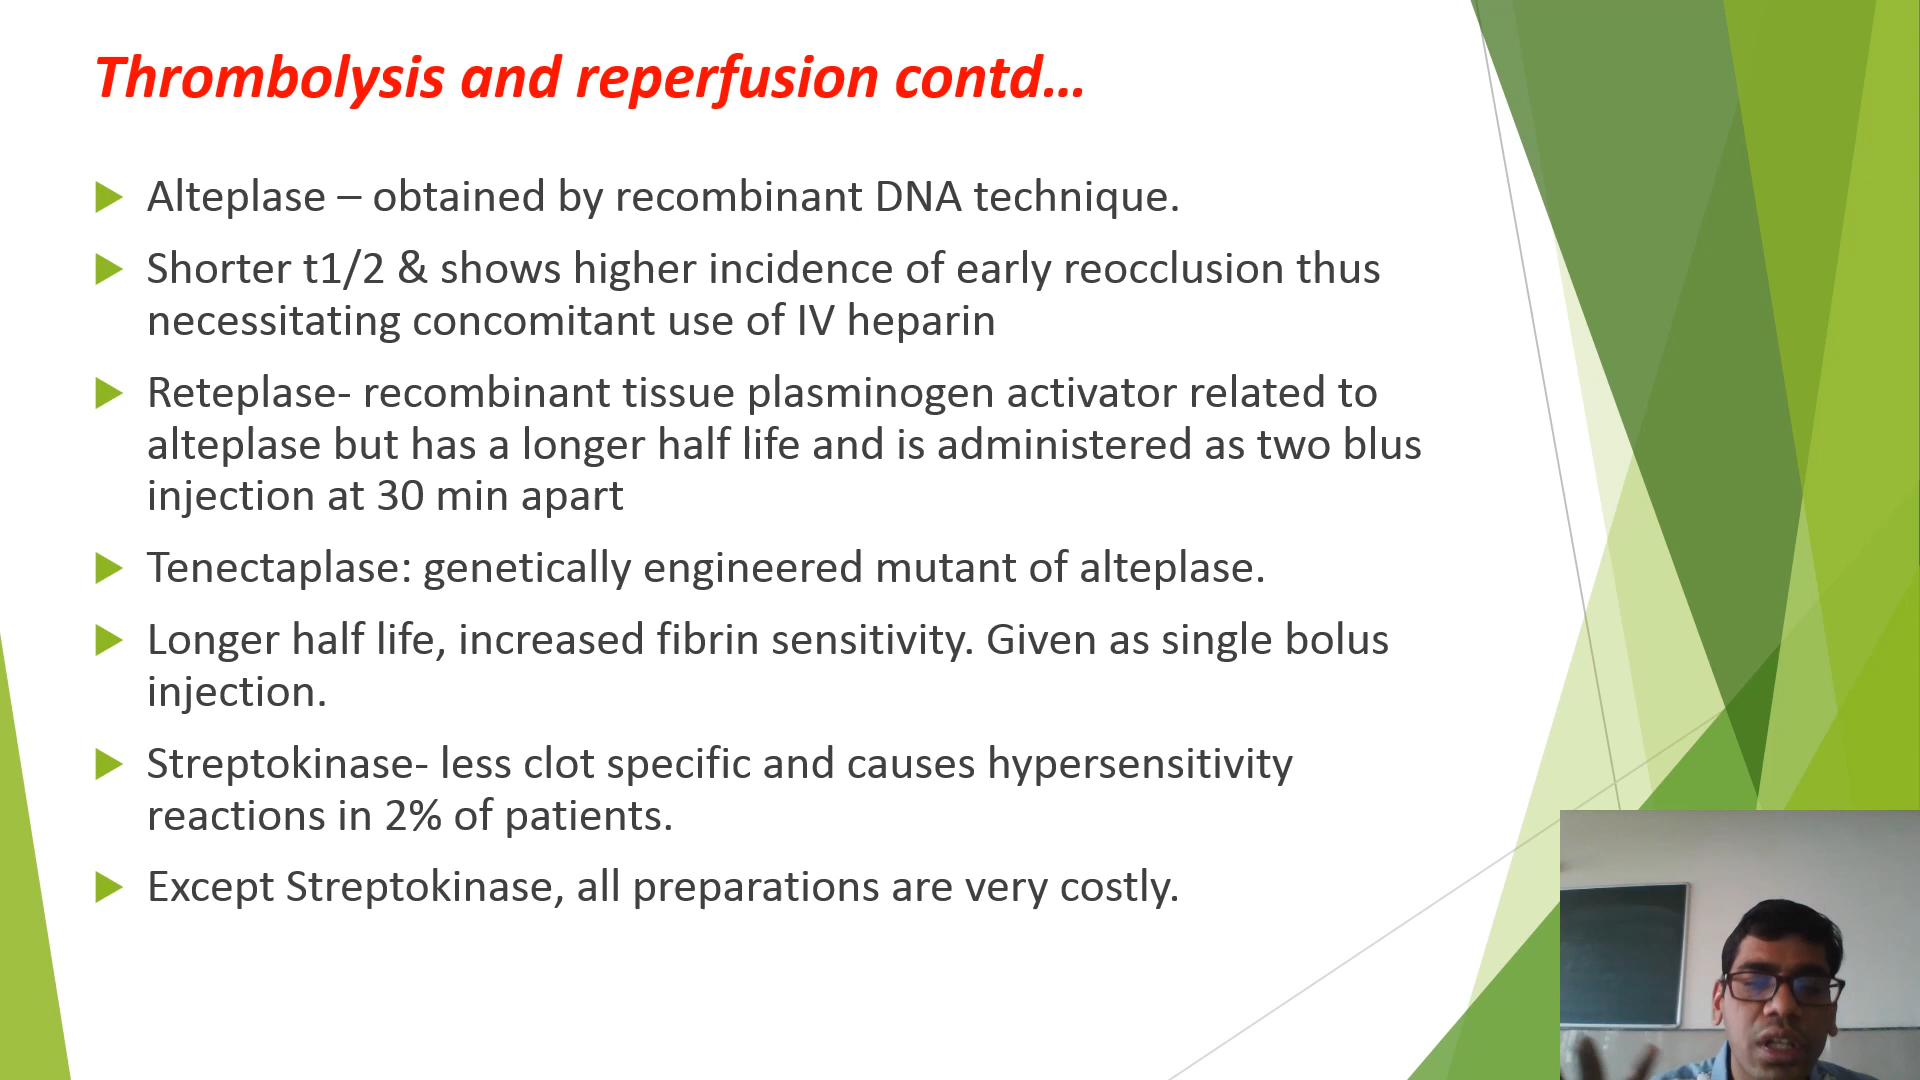 Thrombolysis and reperfusion contd...
Alteplase – obtained by recombinant DNA technique.
Shorter t1/2 & shows higher incidence of early reocclusion thus
necessitating concomitant use of IV heparin
Reteplase- recombinant tissue plasminogen activator related to
alteplase but has a longer half life and is administered as two blus
injection at 30 min apart
Tenectaplase: genetically engineered mutant of alteplase.
Longer half life, increased fibrin sensitivity. Given as single bolus
injection.
Streptokinase- less clot specific and causes hypersensitivity
reactions in 2% of patients.
Except Streptokinase, all preparations are very costly.